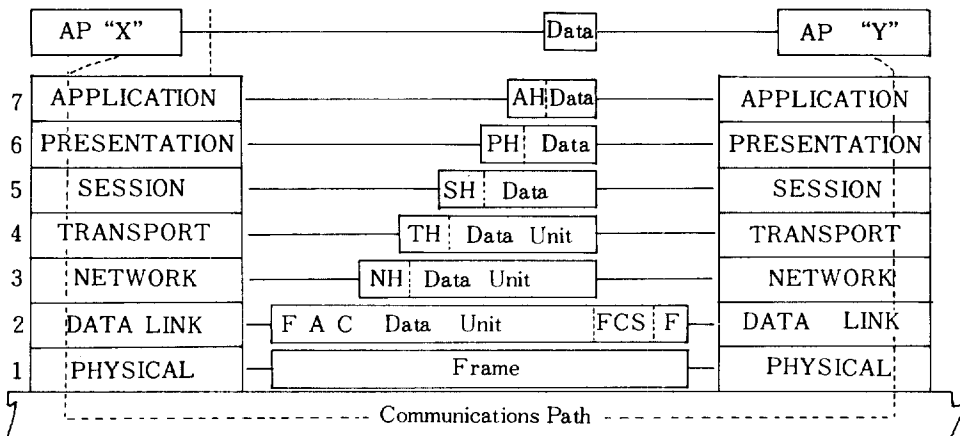 AP “X” Data AP “Y”
7 APPLICATION AH Data APPLICATION
6 PRESENTATION PH Data PRESENTATION
5 SESSION SH Data SESSION
4 TRANSPORT TH Data Unit TRANSPORT
3 NETWORK NH Data Unit NETWORK
2 DATA LINK F A C Data Unit FCS F DATA LINK
1 PHYSICAL Frame PHYSICAL
Communications Path